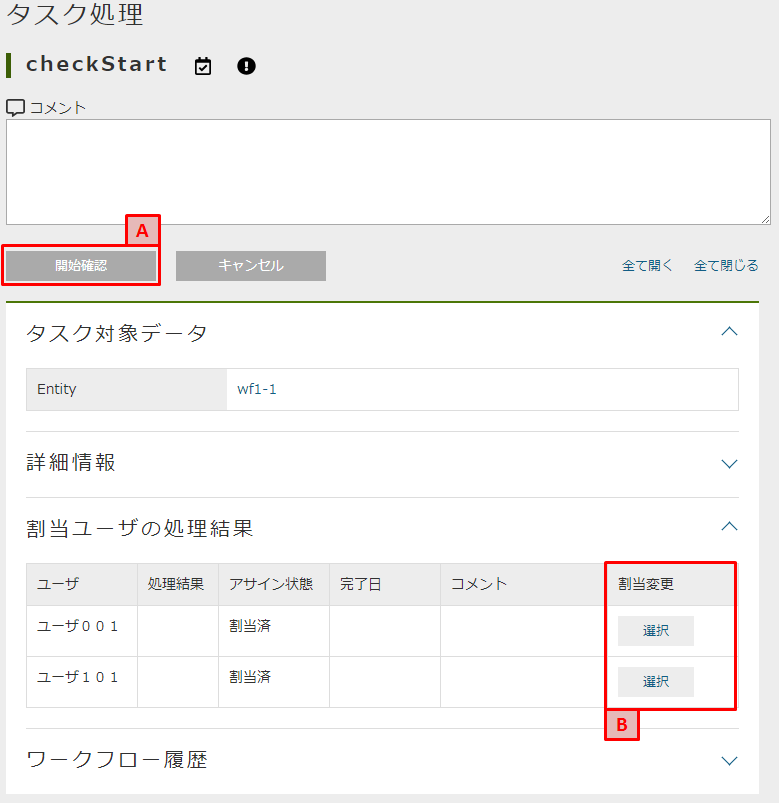 タスク処理
checkStart
コメント
A
開始確認 キャンセル 全て開く 全て閉じる
タスク対象データ
Entity wf1-1
詳細情報
割当ユーザの処理結果
ユーザ 処理結果 アサイン状態 完了日 コメント 割当変更
ユーザ００１ 割当済 選択
ユーザ１０１ 割当済 選択
B
ワークフロー履歴